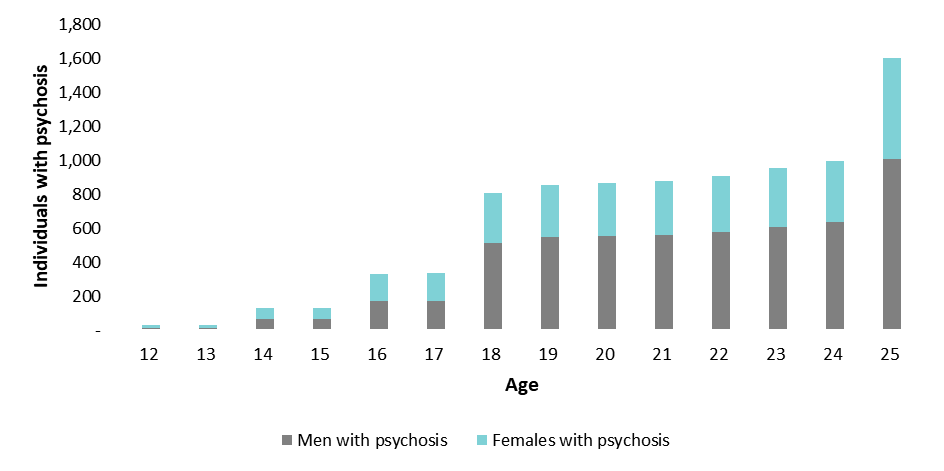 1,800
1,600
1,400
1,200
1,000
800
600
400
200
-
Individuals with psychosis
12 13 14 15 16 17 18 19 20 21 22 23 24 25
Age
Men with psychosis Females with psychosis